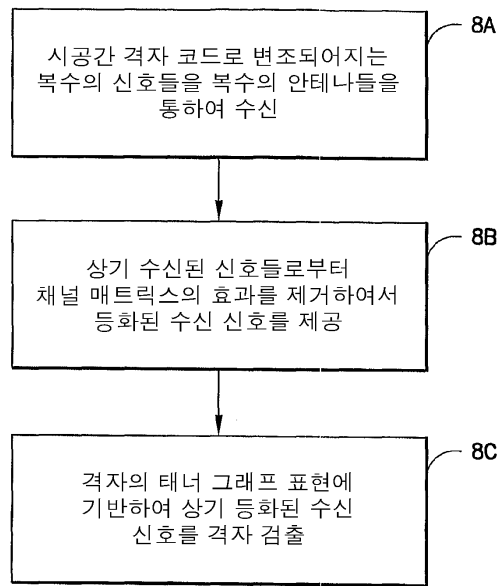 8A
시공간 격자 코드로 변조되어지는
복수의 신호들을 복수의 안테나들을
통하여 수신
8B
상기 수신된 신호들로부터
채널 매트릭스의 효과를 제거하여서
등화된 수신 신호를 제공
8C
격자의 태너 그래프 표현에
기반하여 상기 등화된 수신
신호를 격자 검출